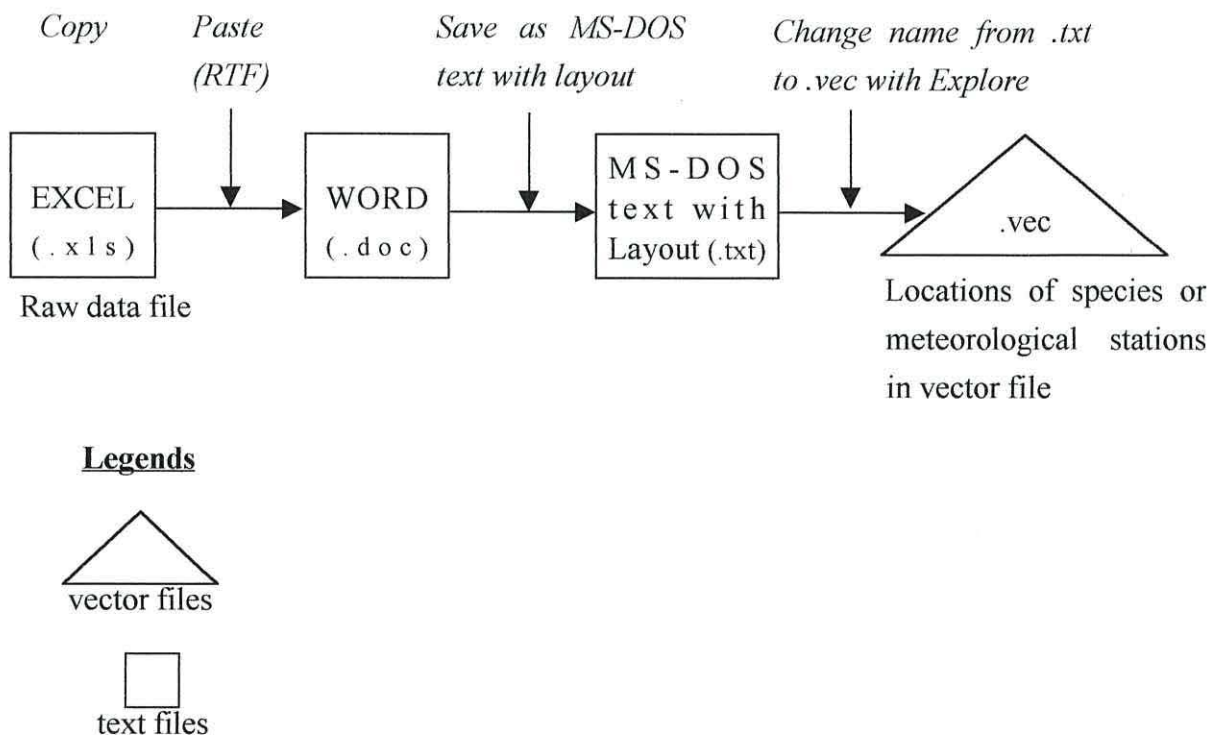 Copy
Paste
(RTF)
Save as MS-DOS
text with layout
Change name from .txt
to .vec with Explore
EXCEL
(.xls)
Raw data file
WORD
(.doc)
MS-DOS
text with
Layout (.txt)
.vec
Locations of species or
meteorological stations
in vector file
Legends
vector files
text files